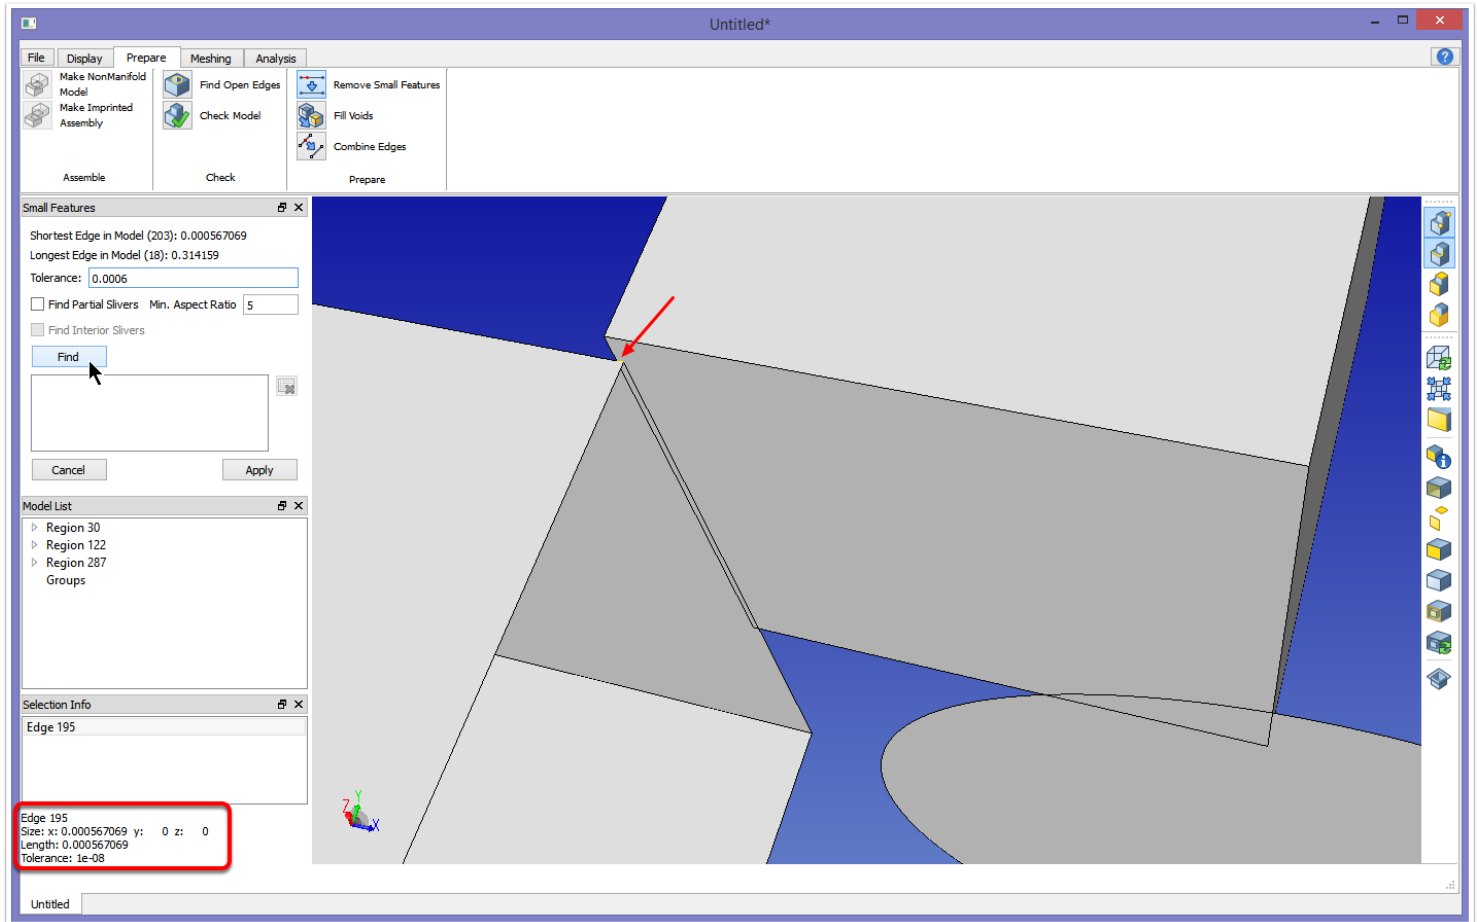 Untitled*
File Display Prepare Meshing Analysis
Make NonManifold
Model
Make Imprinted
Assembly
Assemble
Find Open Edges
Check Model
Check
Remove Small Features
Fill Voids
Combine Edges
Prepare
Small Features
Shortest Edge in Model (203): 0.000567069
Longest Edge in Model (18): 0.314159
Tolerance: 0.0006
Find Partial Slivers Min. Aspect Ratio 5
Find Interior Slivers
Find
Cancel Apply
Model List
Region 30
Region 122
Region 287
Groups
Selection Info
Edge 195
Edge 195
Size: x: 0.000567069 y: 0 z: 0
Length: 0.000567069
Tolerance: 1e-08
Z Y X
Untitled